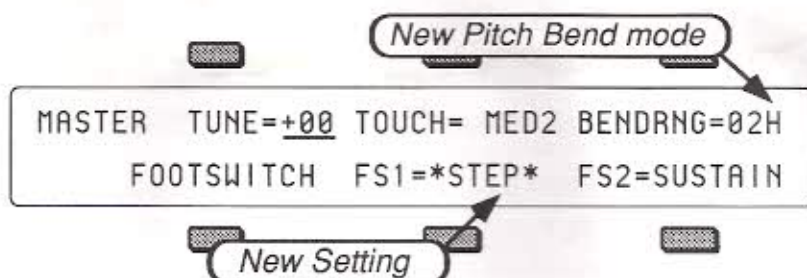 New Pitch Bend mode
MASTER TUNE=+00 TOUCH= MED2 BENDRNG=02H
FOOTSWITCH FS1=*STEP* FS2=SUSTAIN
New Setting